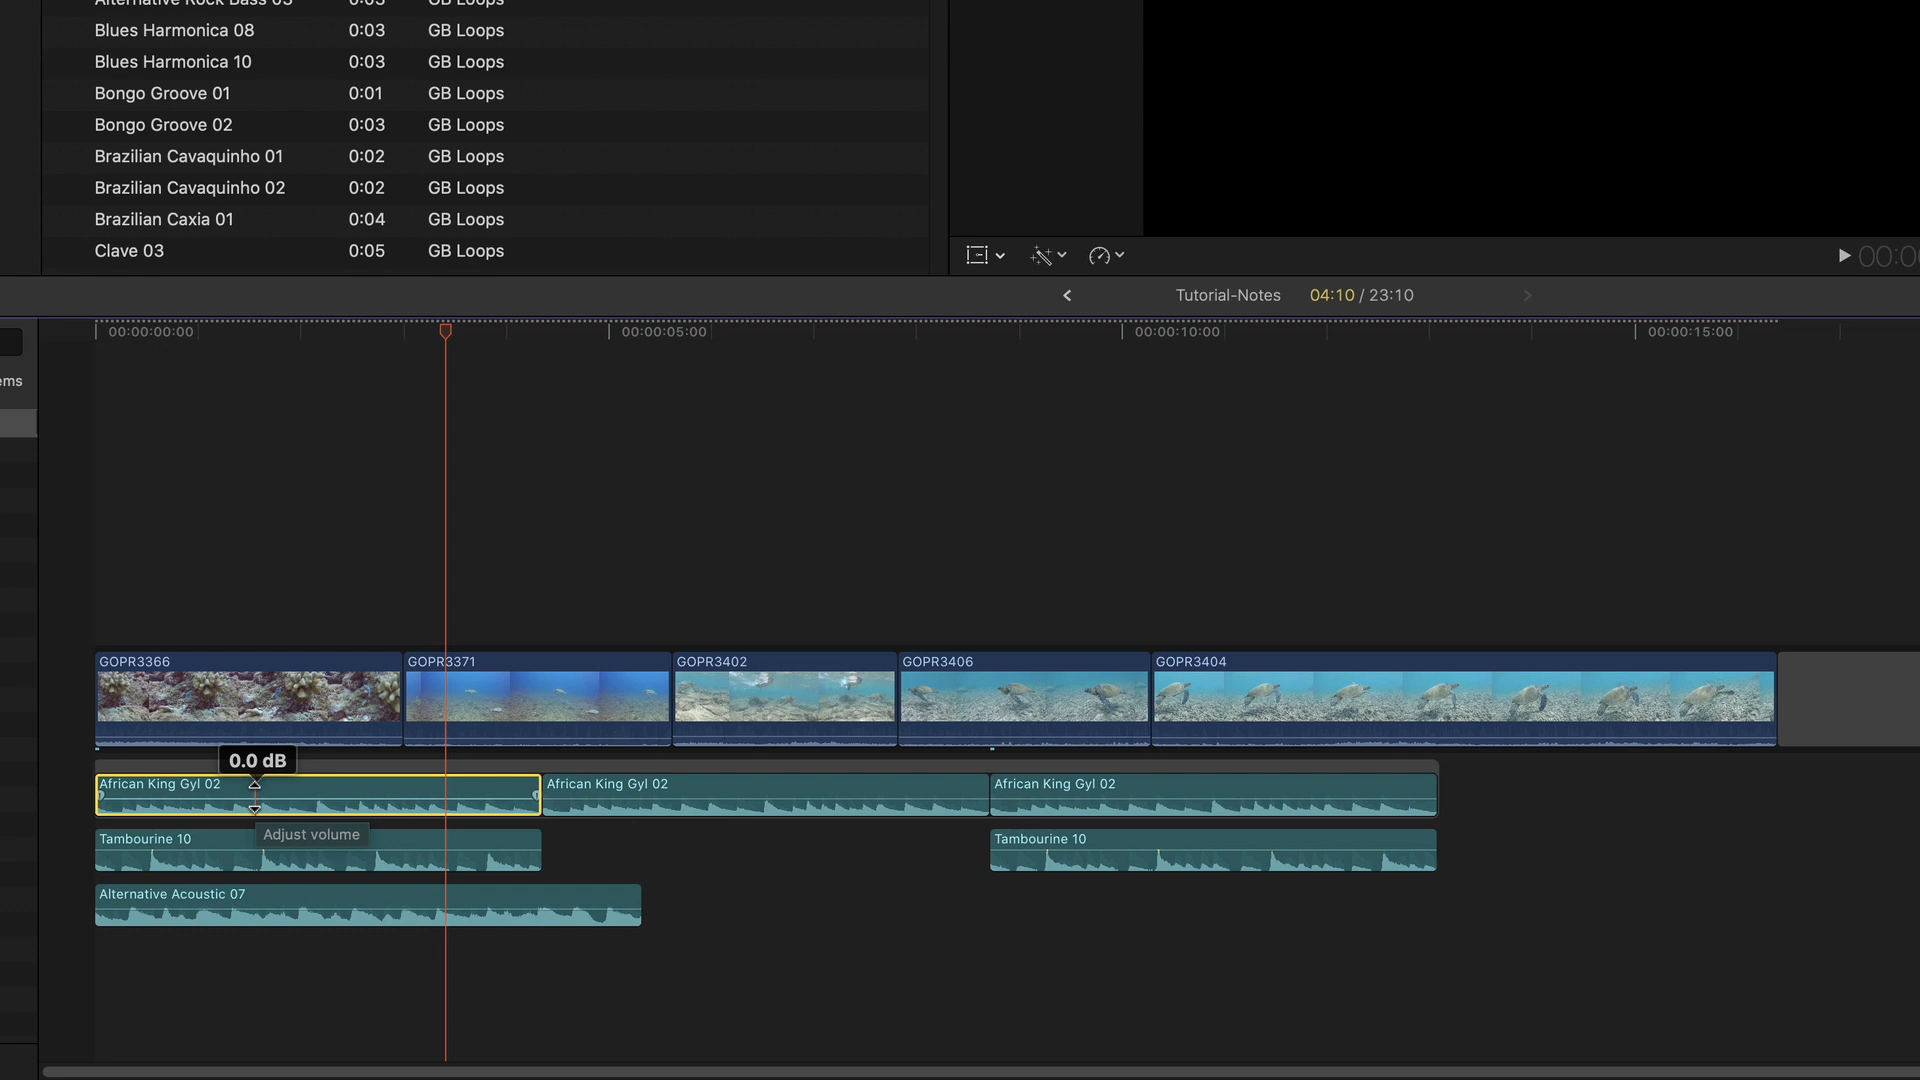 Alternative Rock Bass 03 0:03 GB Loops
Blues Harmonica 08 0:03 GB Loops
Blues Harmonica 10 0:03 GB Loops
Bongo Groove 01 0:01 GB Loops
Bongo Groove 02 0:03 GB Loops
Brazilian Cavaquinho 01 0:02 GB Loops
Brazilian Cavaquinho 02 0:02 GB Loops
Brazilian Caxia 01 0:04 GB Loops
Clave 03 0:05 GB Loops
00:0
Tutorial-Notes 04:10 / 23:10
00:00:00:00 00:00:05:00 00:00:10:00 00:00:15:00
ems
GOPR3366 GOPR3371 GOPR3402 GOPR3406 GOPR3404
0.0 dB
African King Gyl 02 African King Gyl 02 African King Gyl 02
Adjust volume
Tambourine 10 Tambourine 10
Alternative Acoustic 07